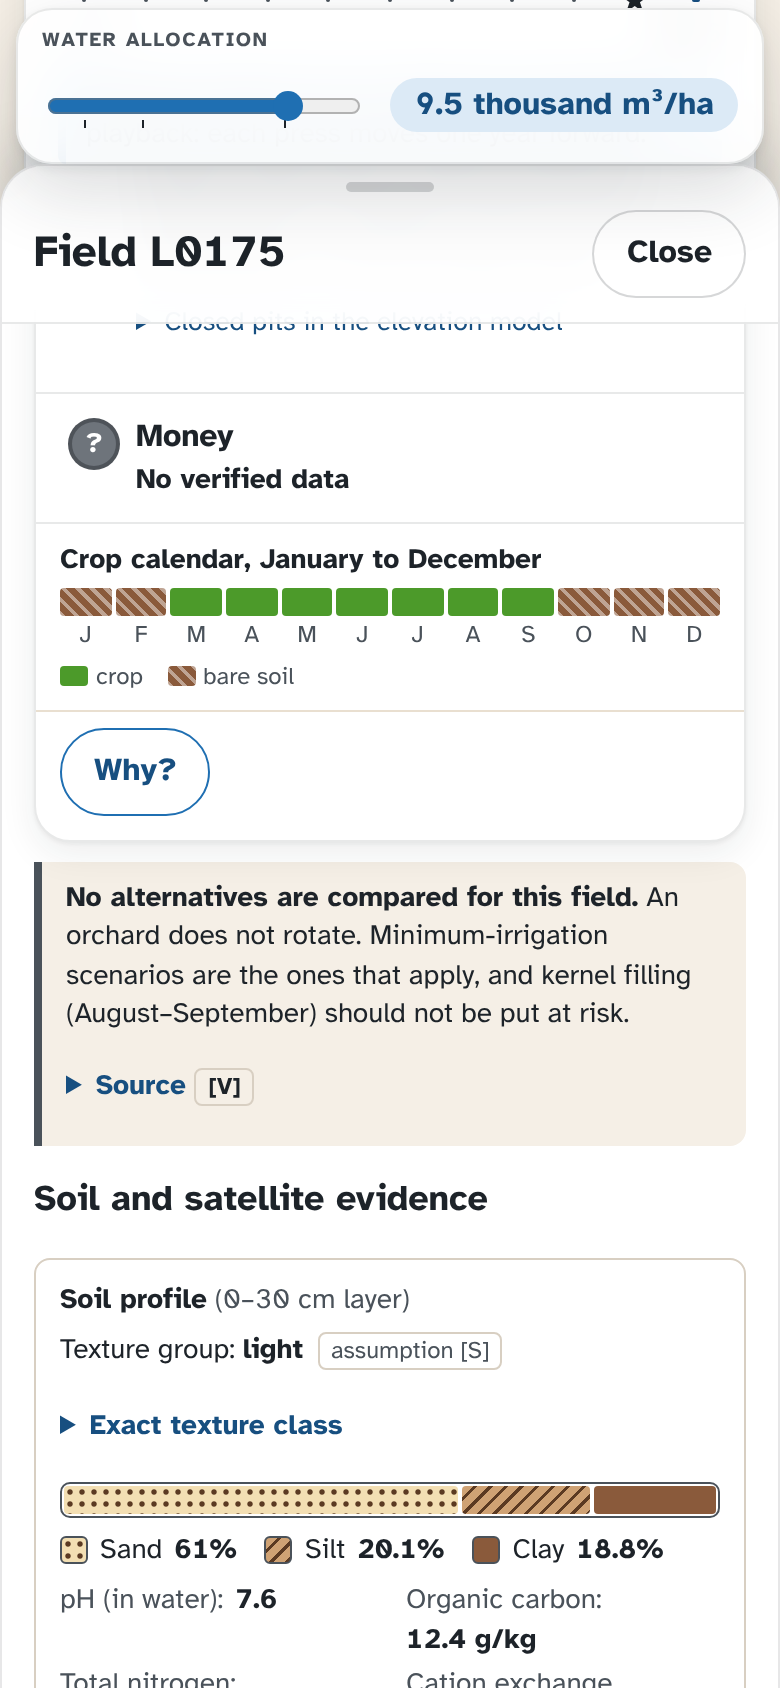 WATER ALLOCATION
9.5 thousand m³/ha
Field L0175
Close
Closed pits in the elevation model
?
Money
No verified data
Crop calendar, January to December
J F M A M J J A S O N D
crop bare soil
Why?
No alternatives are compared for this field. An
orchard does not rotate. Minimum-irrigation
scenarios are the ones that apply, and kernel filling
(August–September) should not be put at risk.
Source [V]
Soil and satellite evidence
Soil profile (0–30 cm layer)
Texture group: light assumption [S]
Exact texture class
Sand 61% Silt 20.1% Clay 18.8%
pH (in water): 7.6
Organic carbon:
12.4 g/kg
Total nitrogen:
Cation exchange